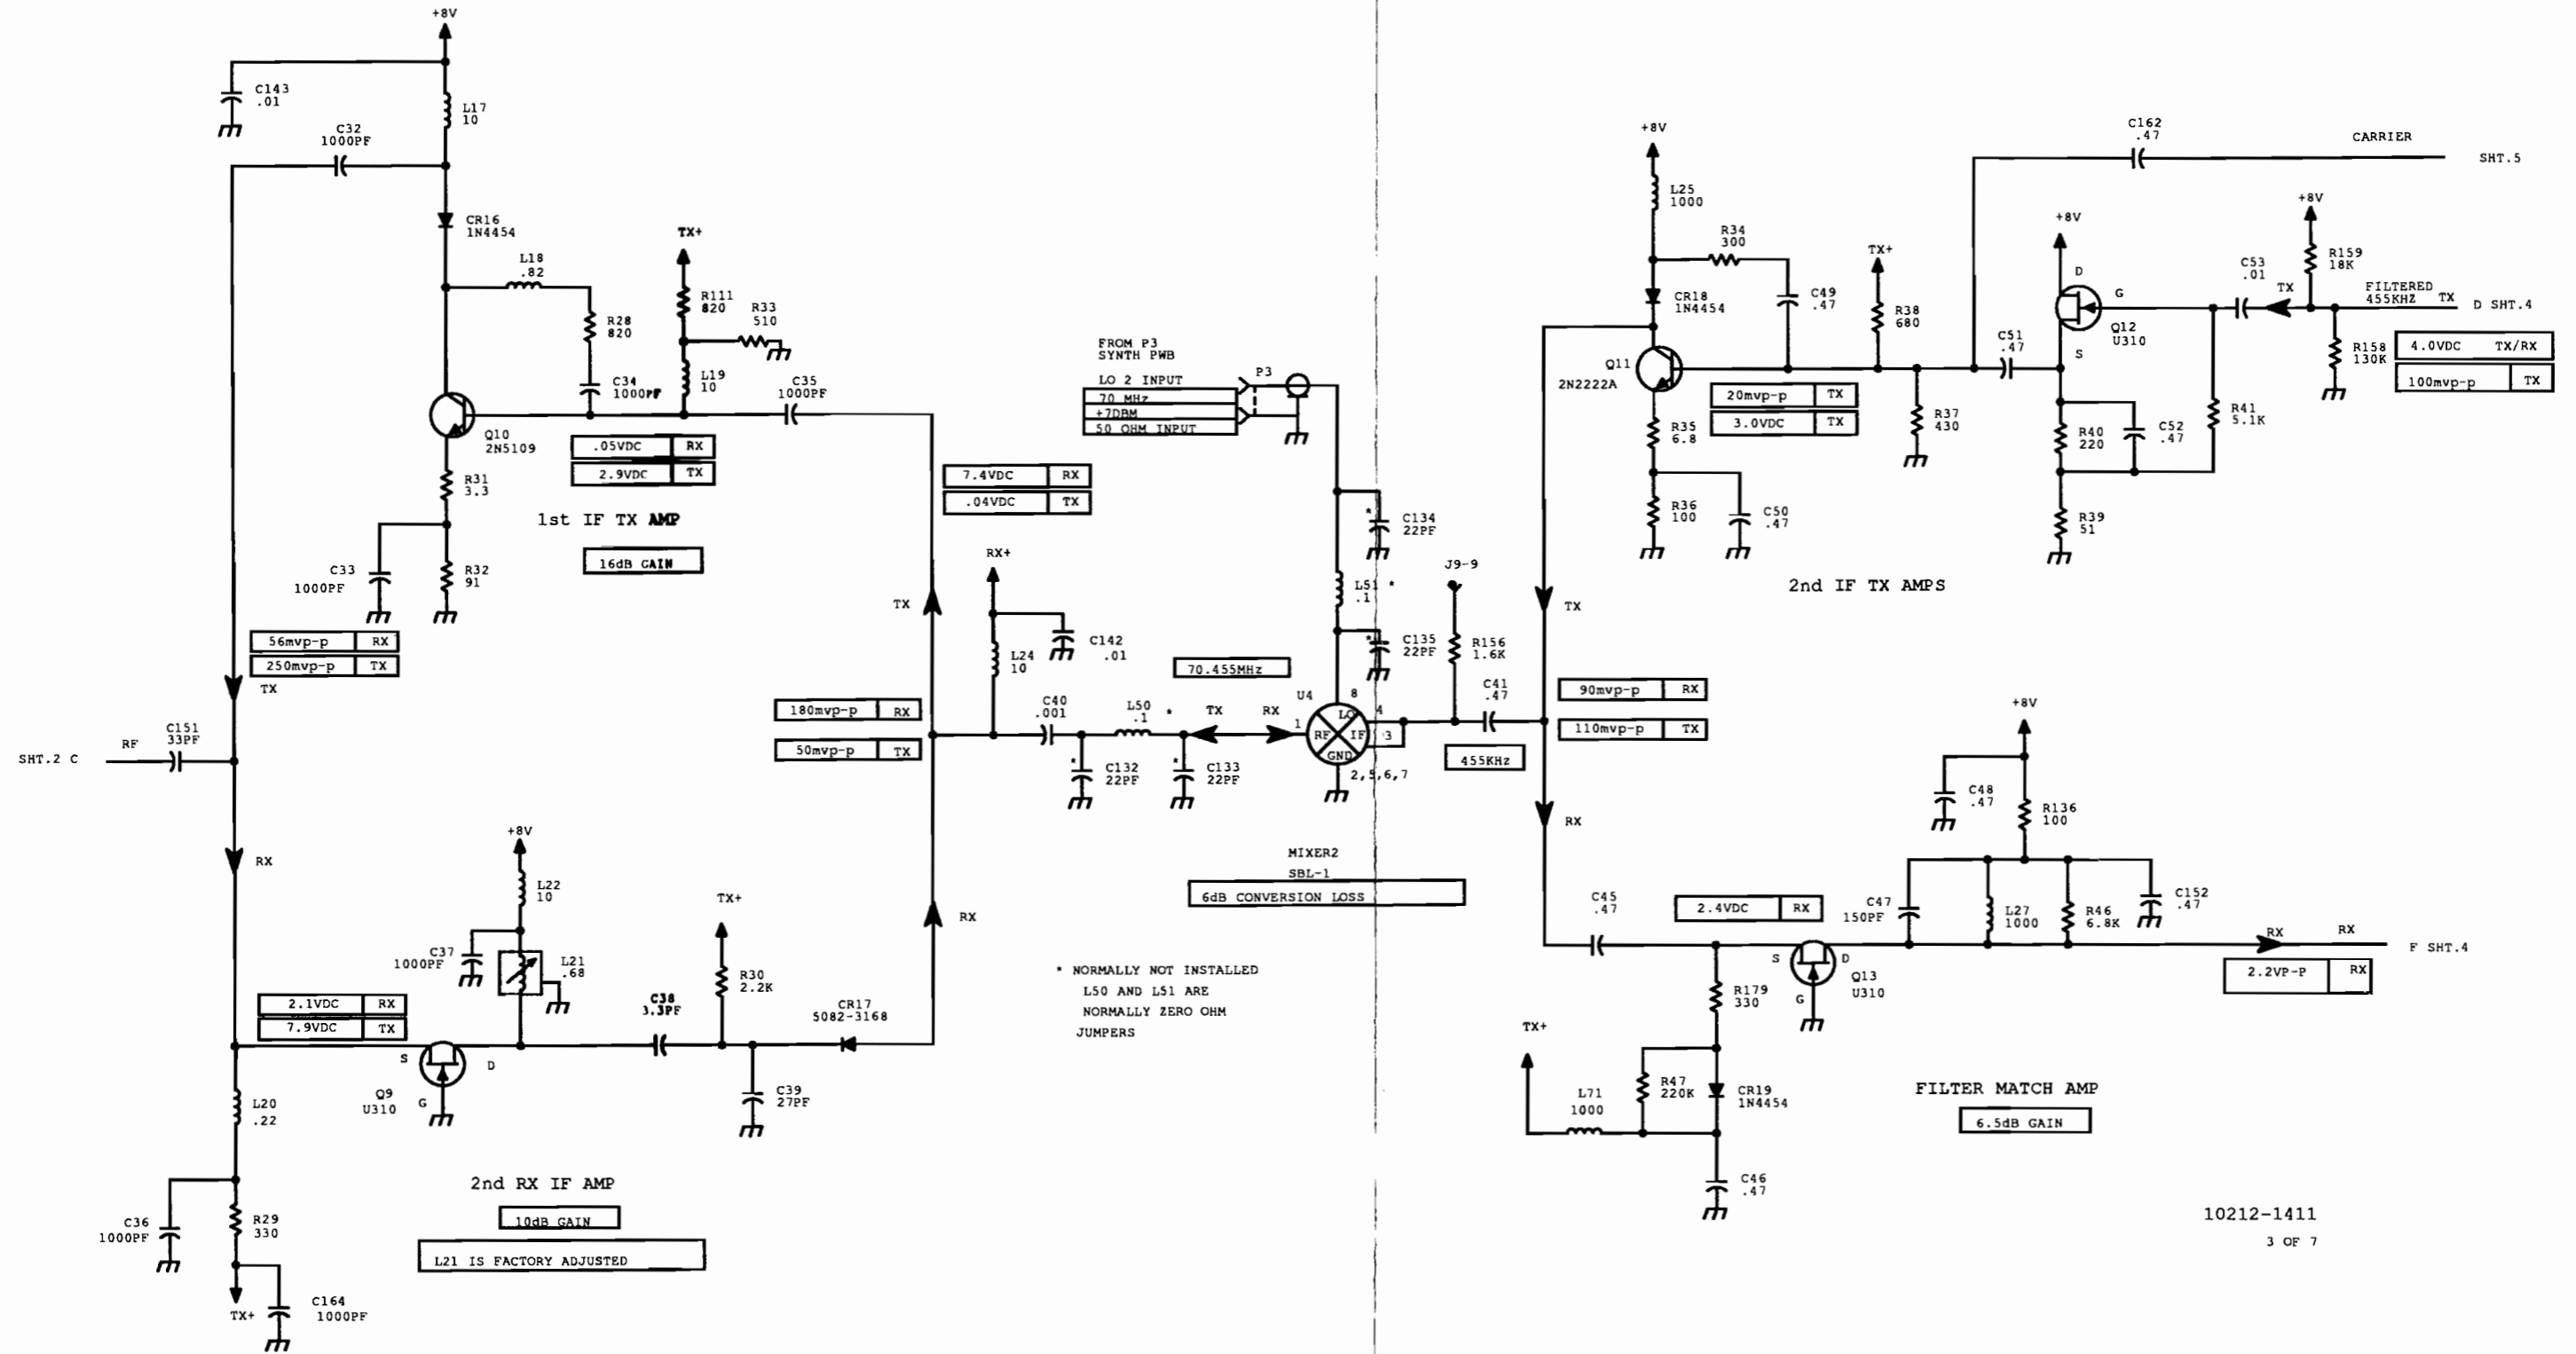 +8V
C143
.01
L17
10
C32
1000PF
CR16
1N4454
L18
.82
R28
820
C34
1000PF
TX+
R111
820
R33
510
L19
10
C35
1000PF
Q10
2N5109
.05VDC RX
2.9VDC TX
R31
3.3
1st IF TX AMP
16dB GAIN
C33
1000PF
R32
91
56mvp-p RX
250mvp-p TX
TX
SHT.2 C
RF
C151
33PF
RX
+8V
L22
10
C37
1000PF
L21
.68
2.1VDC RX
7.9VDC TX
S
D
Q9
U310
G
L20
.22
C36
1000PF
R29
330
TX+
C164
1000PF
2nd RX IF AMP
10dB GAIN
L21 IS FACTORY ADJUSTED
C38
3.3PF
TX+
R30
2.2K
C39
27PF
CR17
5082-3168
RX
TX
7.4VDC RX
.04VDC TX
180mvp-p RX
50mvp-p TX
RX+
L24
10
C142
.01
C40
.001
L50
.1
*
TX
RX
*
C132
22PF
*
C133
22PF
70.455MHz
FROM P3
SYNTH PWB
LO 2 INPUT
70 MHz
+7DBM
50 OHM INPUT
P3
*
C134
22PF
L51 *
.1
*
C135
22PF
U4
8
1
LO
4
RF
IF
3
GND
2,5,6,7
J9-9
R156
1.6K
C41
.47
455KHz
MIXER2
SBL-1
6dB CONVERSION LOSS
* NORMALLY NOT INSTALLED
L50 AND L51 ARE
NORMALLY ZERO OHM
JUMPERS
+8V
L25
1000
R34
300
CR18
1N4454
C49
.47
TX+
R38
680
Q11
2N2222A
20mvp-p TX
3.0VDC TX
R35
6.8
R36
100
C50
.47
R37
430
C51
.47
C162
.47
CARRIER
SHT.5
+8V
D
G
Q12
U310
S
C53
.01
TX
+8V
R159
18K
FILTERED
455KHZ
TX
D SHT.4
R158
130K
4.0VDC TX/RX
100mvp-p TX
R41
5.1K
R40
220
C52
.47
R39
51
2nd IF TX AMPS
TX
90mvp-p RX
110mvp-p TX
RX
+8V
C48
.47
R136
100
C45
.47
2.4VDC RX
C47
150PF
L27
1000
R46
6.8K
C152
.47
RX
RX
F SHT.4
2.2VP-P RX
S
D
Q13
U310
G
R179
330
TX+
L71
1000
R47
220K
CR19
1N4454
C46
.47
FILTER MATCH AMP
6.5dB GAIN
10212-1411
3 OF 7